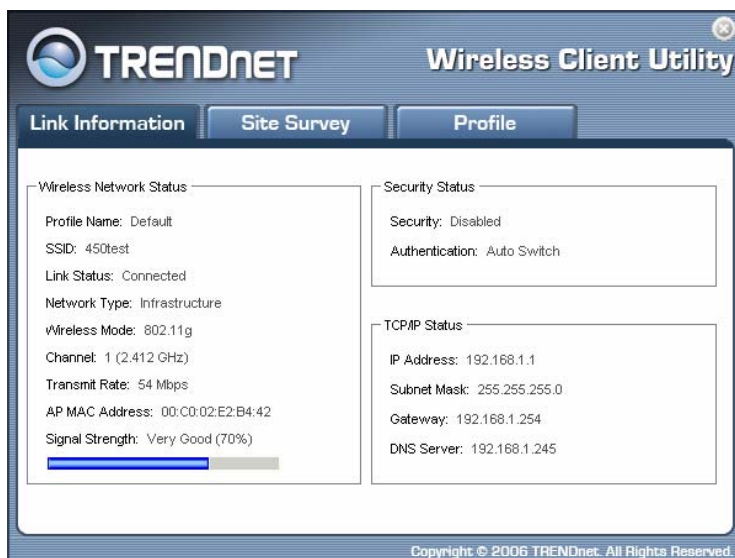 TRENDNET
Wireless Client Utility
Link Information
Site Survey
Profile
Wireless Network Status
Profile Name: Default
SSID: 450test
Link Status: Connected
Network Type: Infrastructure
Wireless Mode: 802.11g
Channel: 1 (2.412 GHz)
Transmit Rate: 54 Mbps
AP MAC Address: 00:C0:02:E2:B4:42
Signal Strength: Very Good (70%)
Security Status
Security: Disabled
Authentication: Auto Switch
TCP/IP Status
IP Address: 192.168.1.1
Subnet Mask: 255.255.255.0
Gateway: 192.168.1.254
DNS Server: 192.168.1.245
Copyright © 2006 TRENDnet. All Rights Reserved.